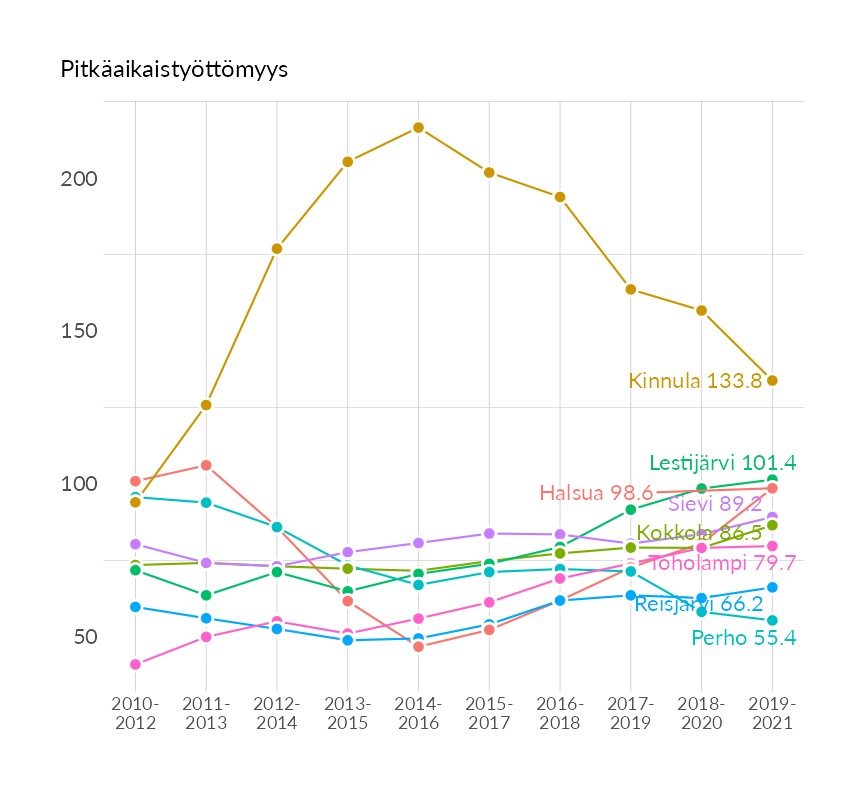 Pitkäaikaistyöttömyys
200
150
Kinnula 133.8
Lestijärvi 101.4
100
Halsua 98.6
Sievi 89.2
Kokkola 86.5
Toholampi 79.7
Reisjärvi 66.2
50
Perho 55.4
2010- 2011- 2012- 2013- 2014- 2015- 2016- 2017- 2018- 2019-
2012 2013 2014 2015 2016 2017 2018 2019 2020 2021